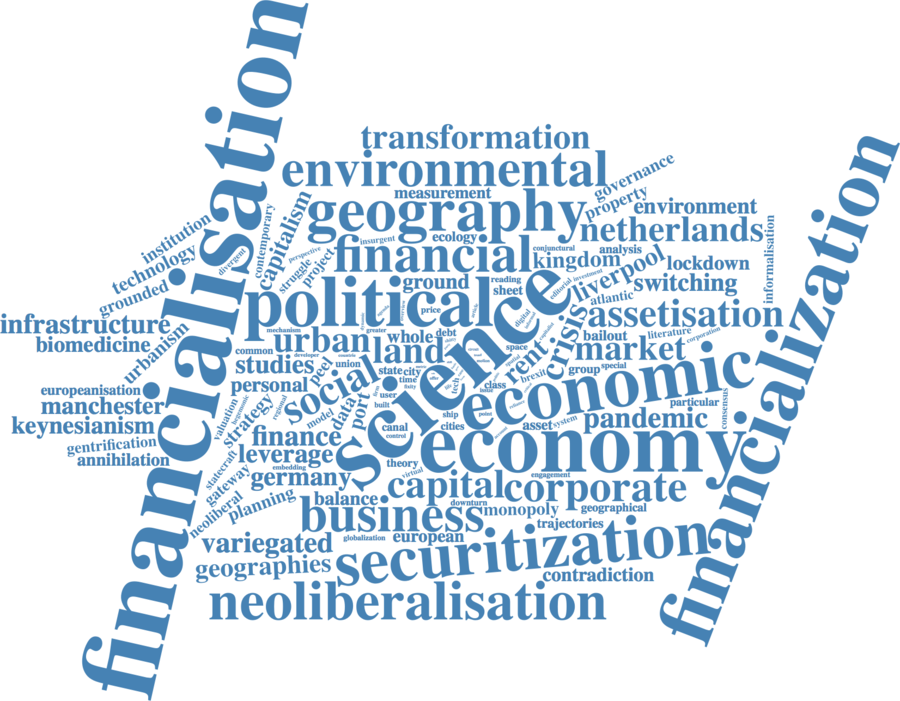 financialisation
transformation
environmental
measurement
governance
property
environment
geography
netherlands
contemporary
capitalism
institution
technology
divergent
grounded
insurgent
ecology
perspective
struggle
project
financial
conjunctural
analysis
kingdom
liverpool
lockdown
informalisation
financialization
editorial
investment
switching
ground
reading
sheet
atlantic
political
science
price
digital
assetisation
infrastructure
biomedicine
urbanism
mechanism
greater
urban
whole
debt
land
space
rent
crisis
bailout
literature
corporation
market
common
developer
studies
peel
union
state
city
time
tech
class
brexit
group
special
europeanisation
personal
social
user
economic
manchester
valuation
hegemonic
regional
strategy
model
data
port
built
ship
particular
consensus
keynesianism
canal
control
cities
point
asset
system
pandemic
gentrification
annihilation
finance
leverage
economy
statecraft
gateway
embedding
germany
theory
virtual
engagement
neoliberal
planning
balance
capital
corporate
downturn
monopoly
geographical
business
trajectories
variegated
globalization
european
securitization
geographies
contradiction
neoliberalisation